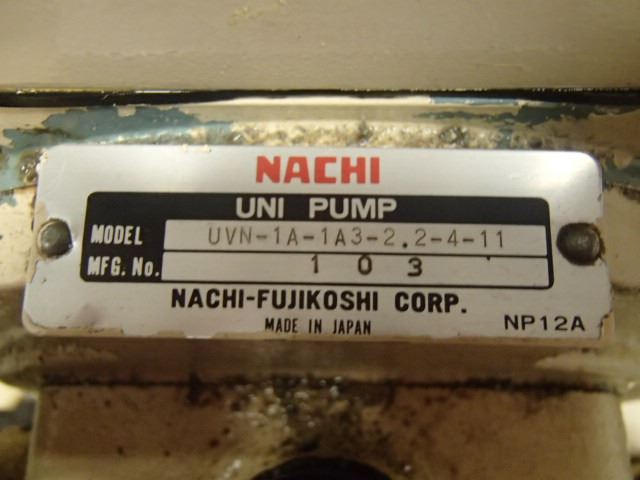 NACHI
UNI PUMP
MODEL UVN-1A-1A3-2.2-4-11
MFG. No. 1 0 3
NACHI-FUJIKOSHI CORP.
MADE IN JAPAN
NP12A